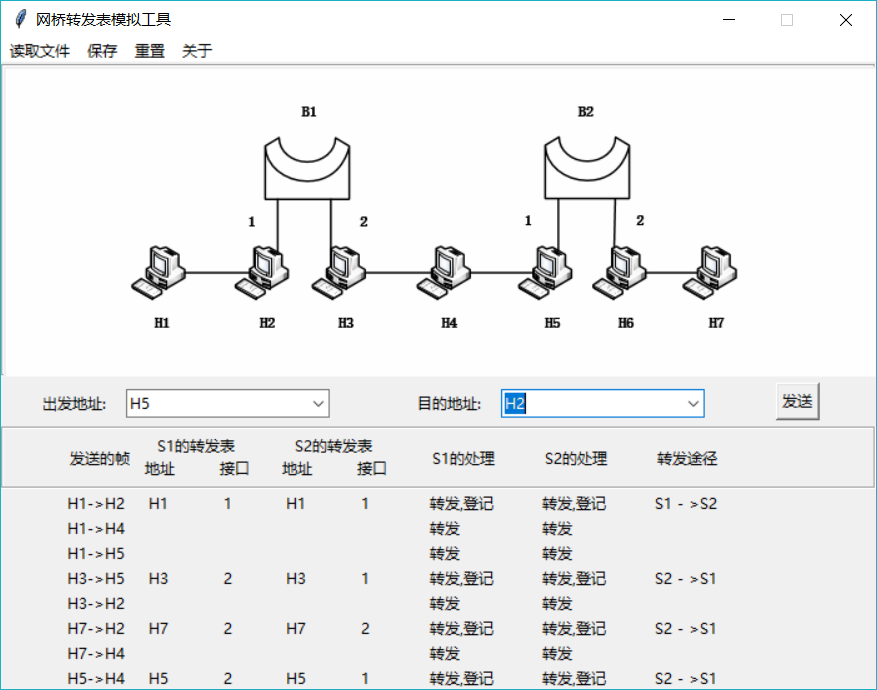 网桥转发表模拟工具
读取文件 保存 重置 关于
B1 B2
1 2 1 2
H1 H2 H3 H4 H5 H6 H7
出发地址: H5 目的地址: H2 发送
S1的转发表 S2的转发表
发送的帧 S1的处理 S2的处理 转发途径
地址 接口 地址 接口
H1->H2 H1 1 H1 1 转发,登记 转发,登记 S1 - >S2
H1->H4 转发 转发
H1->H5 转发 转发
H3->H5 H3 2 H3 1 转发,登记 转发,登记 S2 - >S1
H3->H2 转发 转发
H7->H2 H7 2 H7 2 转发,登记 转发,登记 S2 - >S1
H7->H4 转发 转发
H5->H4 H5 2 H5 1 转发,登记 转发,登记 S2 - >S1